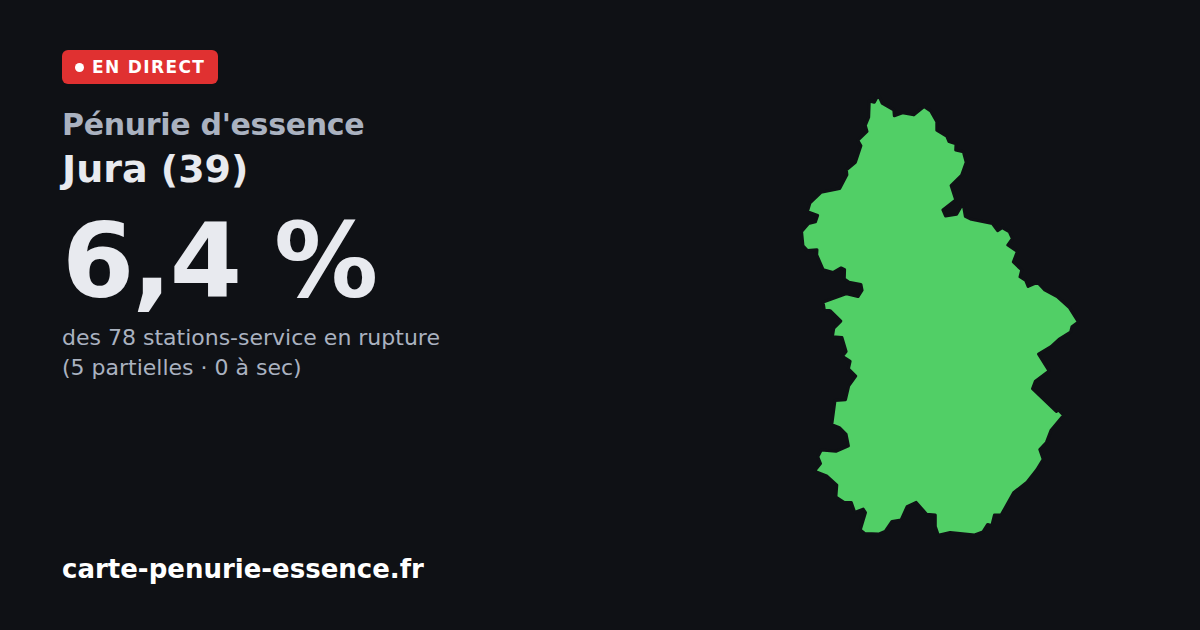 EN DIRECT
Pénurie d'essence
Jura (39)
6,4 %
des 78 stations-service en rupture
(5 partielles · 0 à sec)
carte-penurie-essence.fr